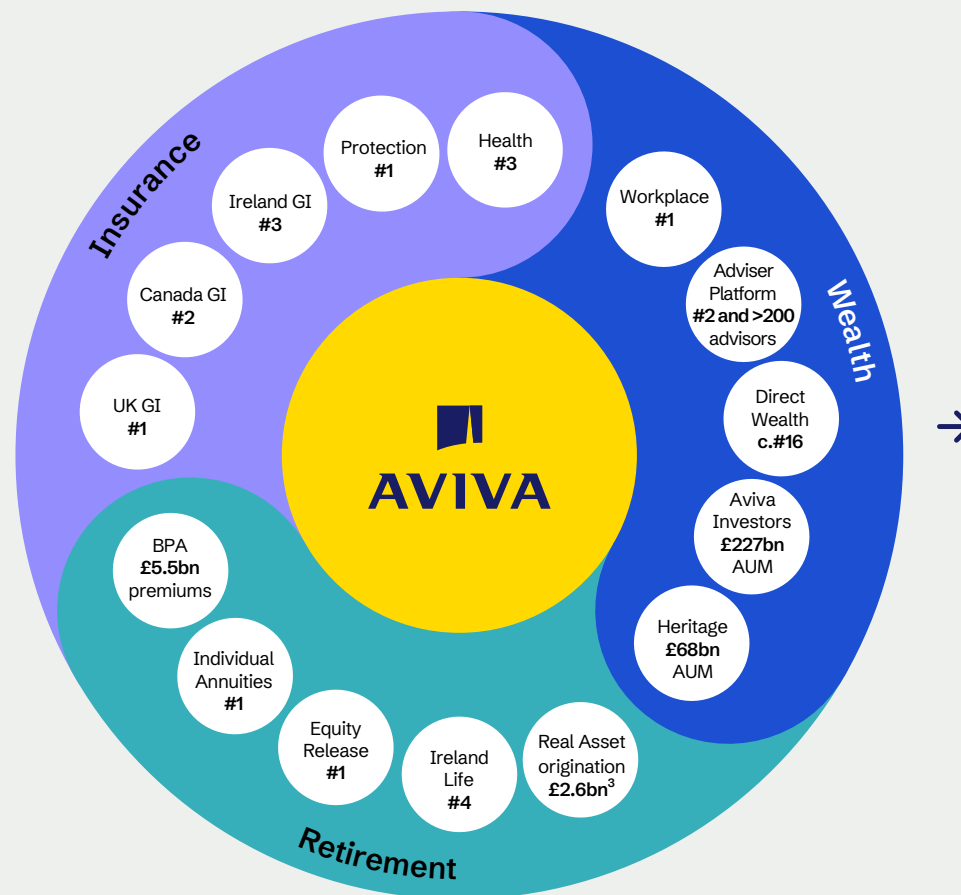 Insurance
UK GI
#1
Canada GI
#2
Ireland GI
#3
Protection
#1
Health
#3
Wealth
Workplace
#1
Adviser
Platform
#2 and >200
advisors
Direct
Wealth
c.#16
Aviva
Investors
£227bn
AUM
Heritage
£68bn
AUM
AVIVA
BPA
£5.5bn
premiums
Individual
Annuities
#1
Equity
Release
#1
Ireland
Life
#4
Real Asset
origination
£2.6bn³
Retirement